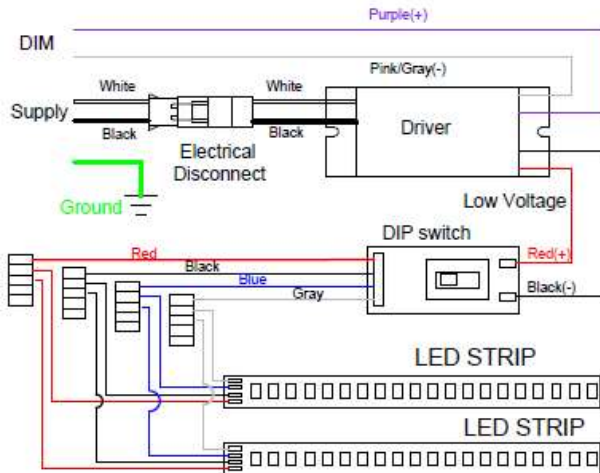 Purple(+)
DIM
Pink/Gray(-)
White
White
Supply
Driver
Black
Black
Electrical
Disconnect
Ground
Low Voltage
DIP switch
Red
Red(+)
Black
Blue
Gray
Black(-)
LED STRIP
LED STRIP